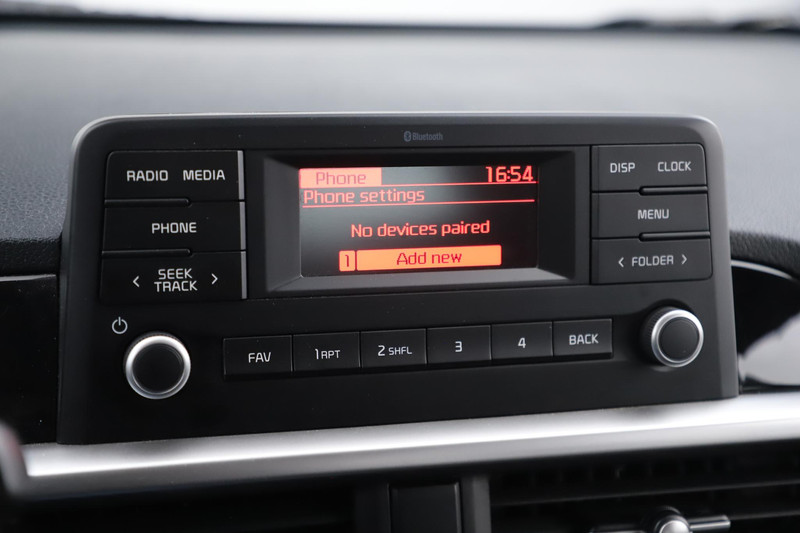 Bluetooth
RADIO MEDIA
PHONE
< SEEK TRACK >
Phone 16:54
Phone settings
No devices paired
1 Add new
DISP CLOCK
MENU
< FOLDER >
FAV 1 RPT 2 SHFL 3 4 BACK